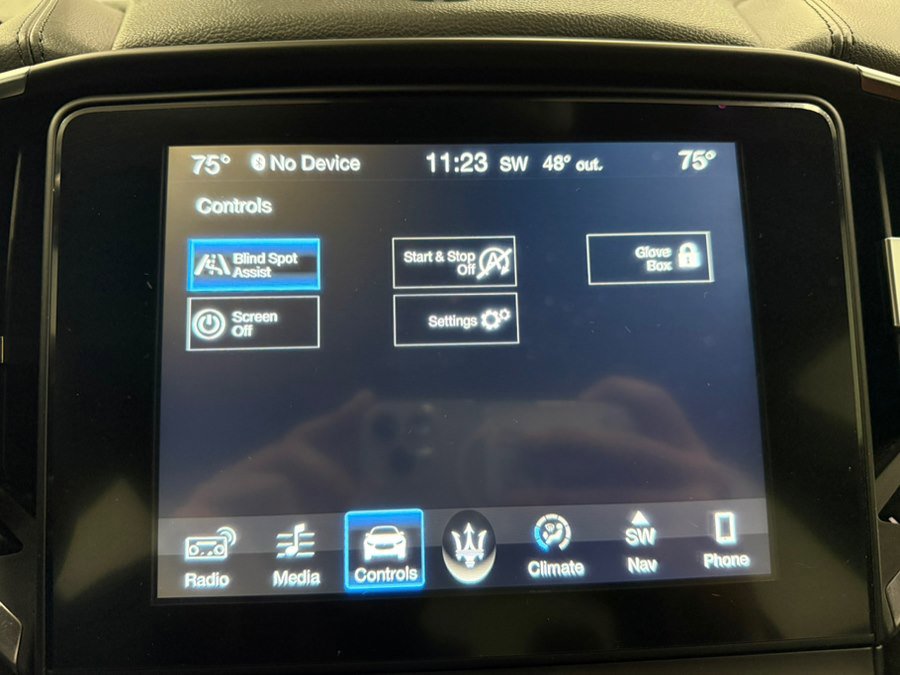 75° No Device 11:23 SW 48° out. 75°
Controls
Blind Spot
Assist
Start & Stop
Off
Glove
Box
Screen
Off
Settings
Radio
Media
Controls
Climate
SW
Nav
Phone